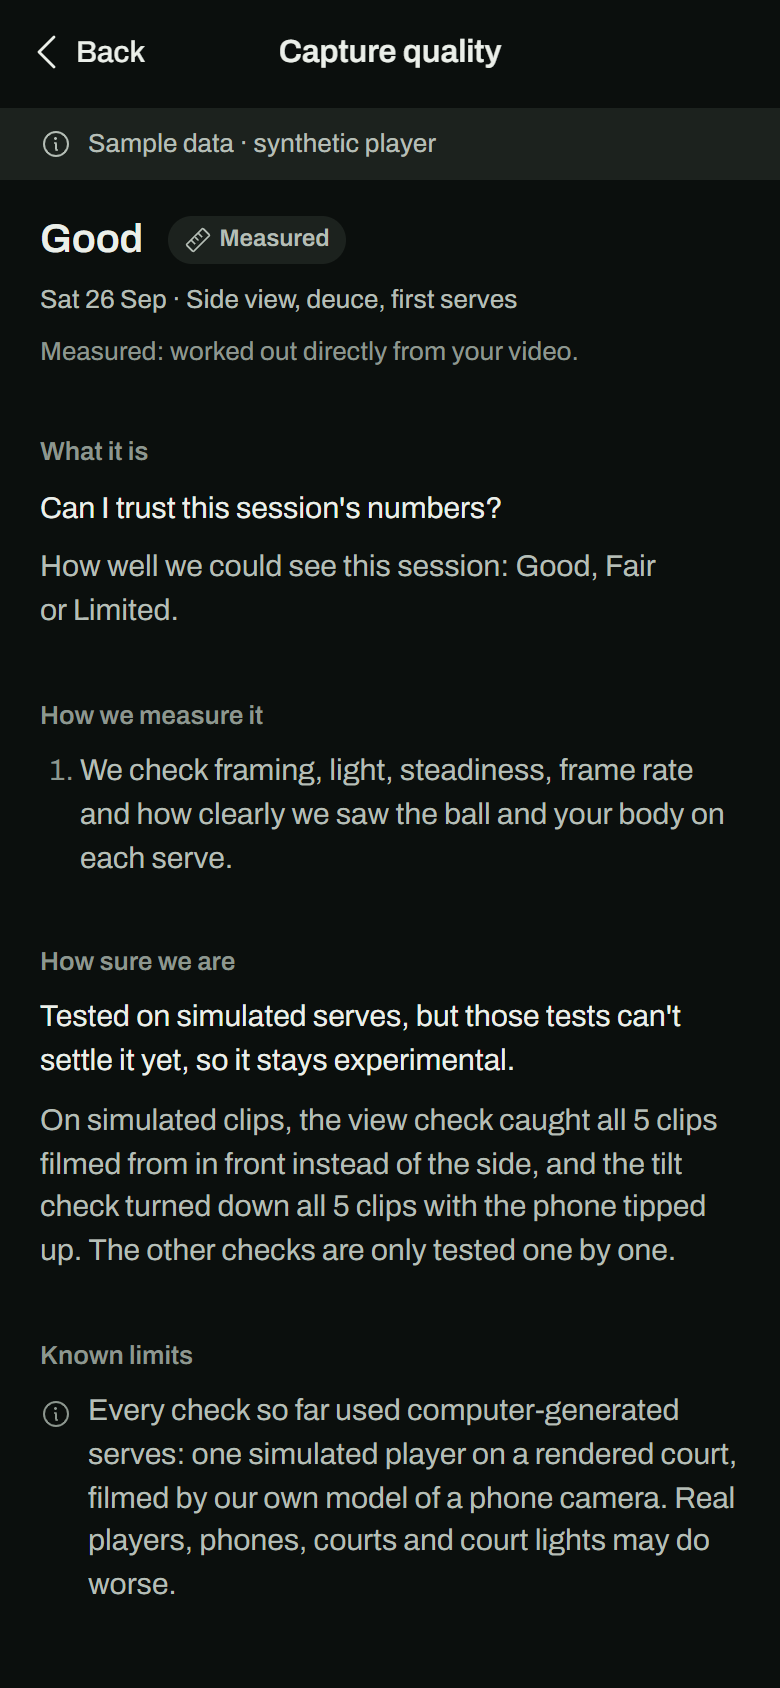 Back
Capture quality
Sample data · synthetic player
Good
Measured
Sat 26 Sep · Side view, deuce, first serves
Measured: worked out directly from your video.
What it is
Can I trust this session's numbers?
How well we could see this session: Good, Fair
or Limited.
How we measure it
1. We check framing, light, steadiness, frame rate
and how clearly we saw the ball and your body on
each serve.
How sure we are
Tested on simulated serves, but those tests can't
settle it yet, so it stays experimental.
On simulated clips, the view check caught all 5 clips
filmed from in front instead of the side, and the tilt
check turned down all 5 clips with the phone tipped
up. The other checks are only tested one by one.
Known limits
Every check so far used computer-generated
serves: one simulated player on a rendered court,
filmed by our own model of a phone camera. Real
players, phones, courts and court lights may do
worse.